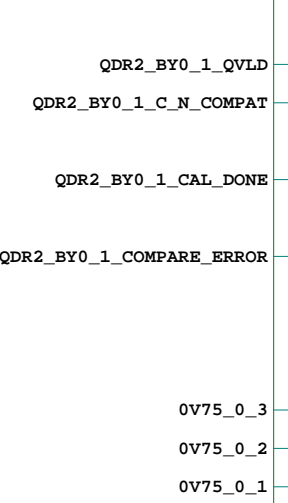 QDR2_BY0_1_QVLD
QDR2_BY0_1_C_N_COMPAT
QDR2_BY0_1_CAL_DONE
QDR2_BY0_1_COMPARE_ERROR
0V75_0_3
0V75_0_2
0V75_0_1